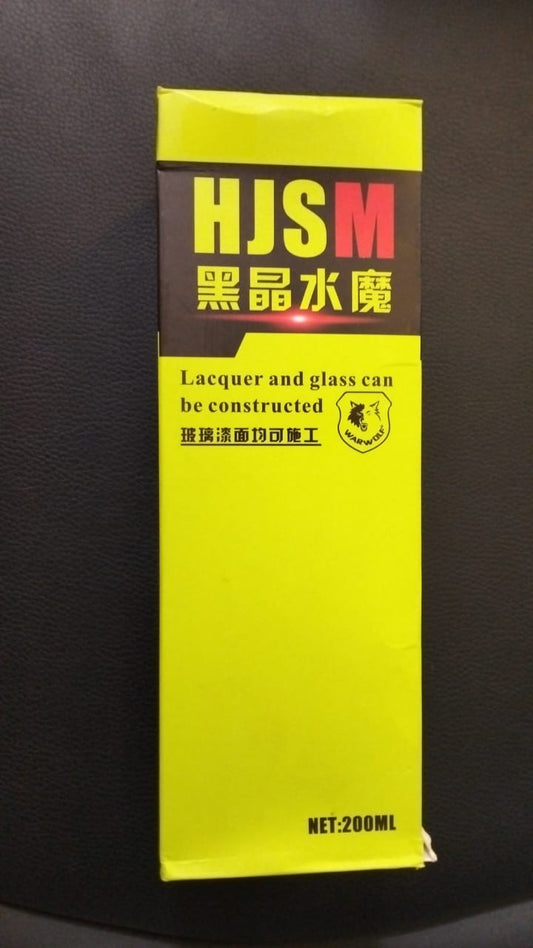 HJSM
黑晶水魔
Lacquer and glass can
be constructed
WARWOLF
玻璃漆面均可施工
NET:200ML